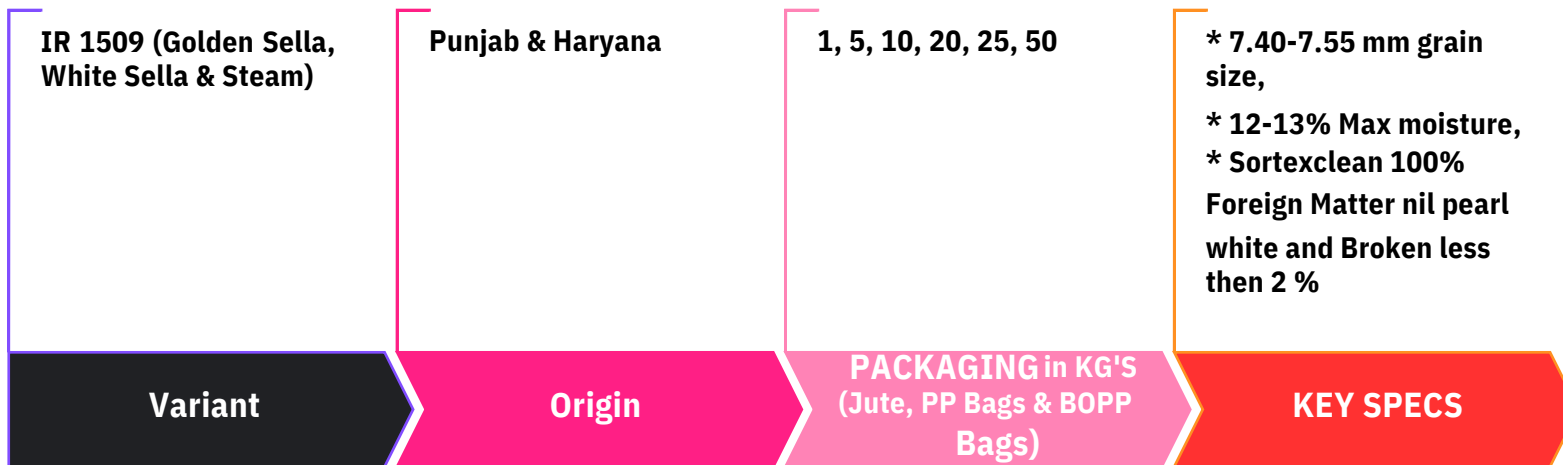 IR 1509 (Golden Sella,
White Sella & Steam)
Punjab & Haryana
1, 5, 10, 20, 25, 50
* 7.40-7.55 mm grain
size,
* 12-13% Max moisture,
* Sortexclean 100%
Foreign Matter nil pearl
white and Broken less
then 2 %
Variant
Origin
PACKAGING in KG'S
(Jute, PP Bags & BOPP
Bags)
KEY SPECS